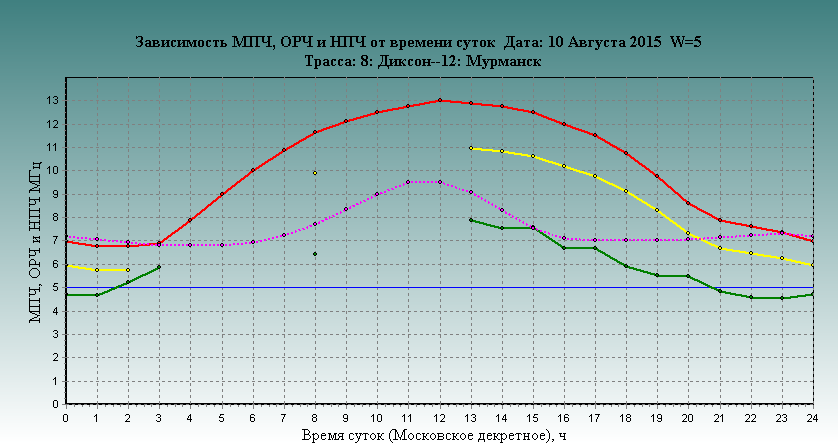 Зависимость МПЧ, ОРЧ и НПЧ от времени суток  Дата: 10 Августа 2015  W=5
Трасса: 8: Диксон--12: Мурманск
МПЧ, ОРЧ и НПЧ МГц
13
12
11
10
9
8
7
6
5
4
3
2
1
0
0 1 2 3 4 5 6 7 8 9 10 11 12 13 14 15 16 17 18 19 20 21 22 23 24
Время суток (Московское декретное), ч